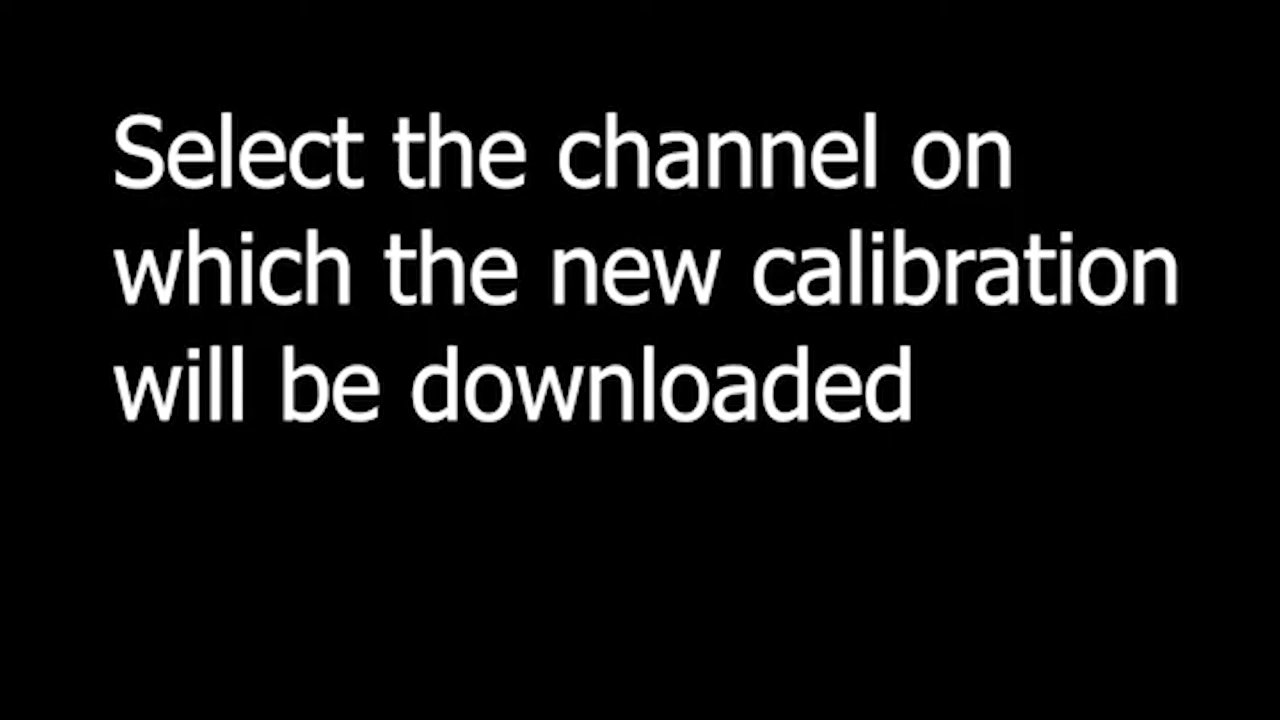 Select the channel on
which the new calibration
will be downloaded